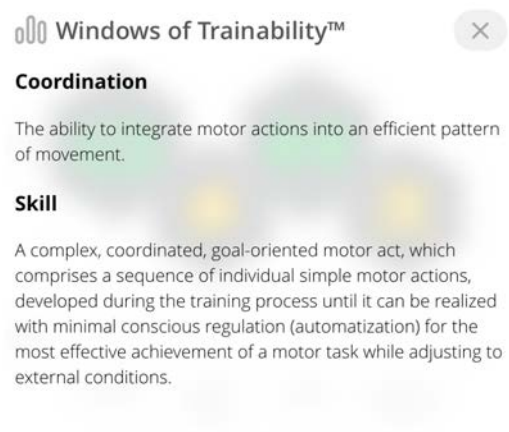 Windows of Trainability™
Coordination
The ability to integrate motor actions into an efficient pattern
of movement.
Skill
A complex, coordinated, goal-oriented motor act, which
comprises a sequence of individual simple motor actions,
developed during the training process until it can be realized
with minimal conscious regulation (automatization) for the
most effective achievement of a motor task while adjusting to
external conditions.